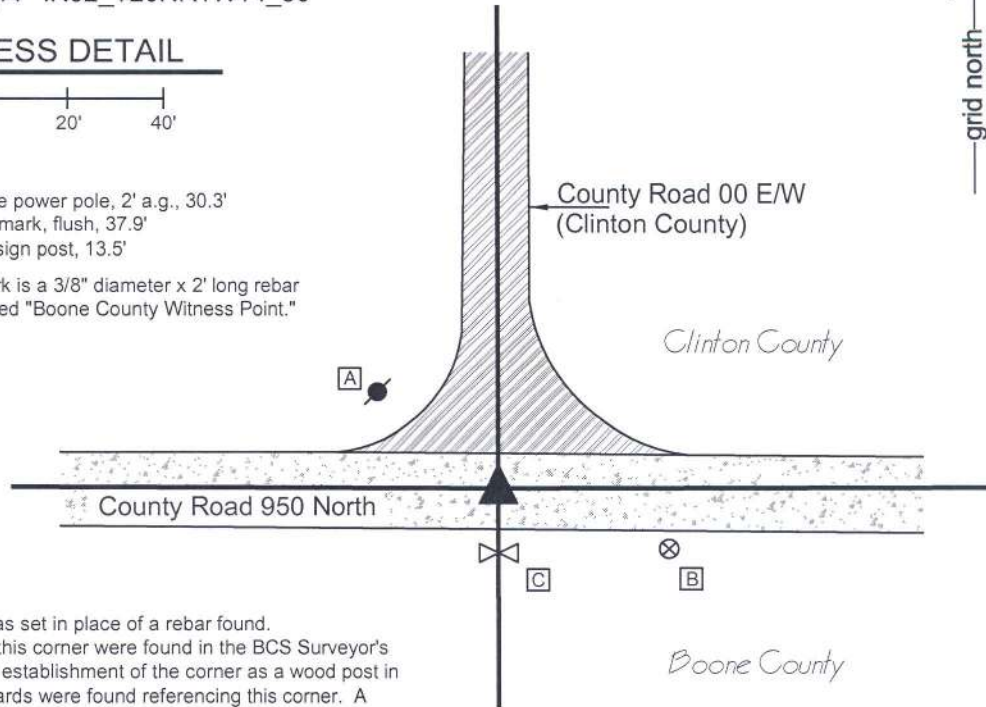 ESS DETAIL
20' 40'
grid north
e power pole, 2' a.g., 30.3'
mark, flush, 37.9'
sign post, 13.5'
k is a 3/8" diameter x 2' long rebar
ed "Boone County Witness Point."
County Road 00 E/W
(Clinton County)
Clinton County
A
County Road 950 North
B
C
as set in place of a rebar found.
this corner were found in the BCS Surveyor's
establishment of the corner as a wood post in
ards were found referencing this corner. A
Boone County